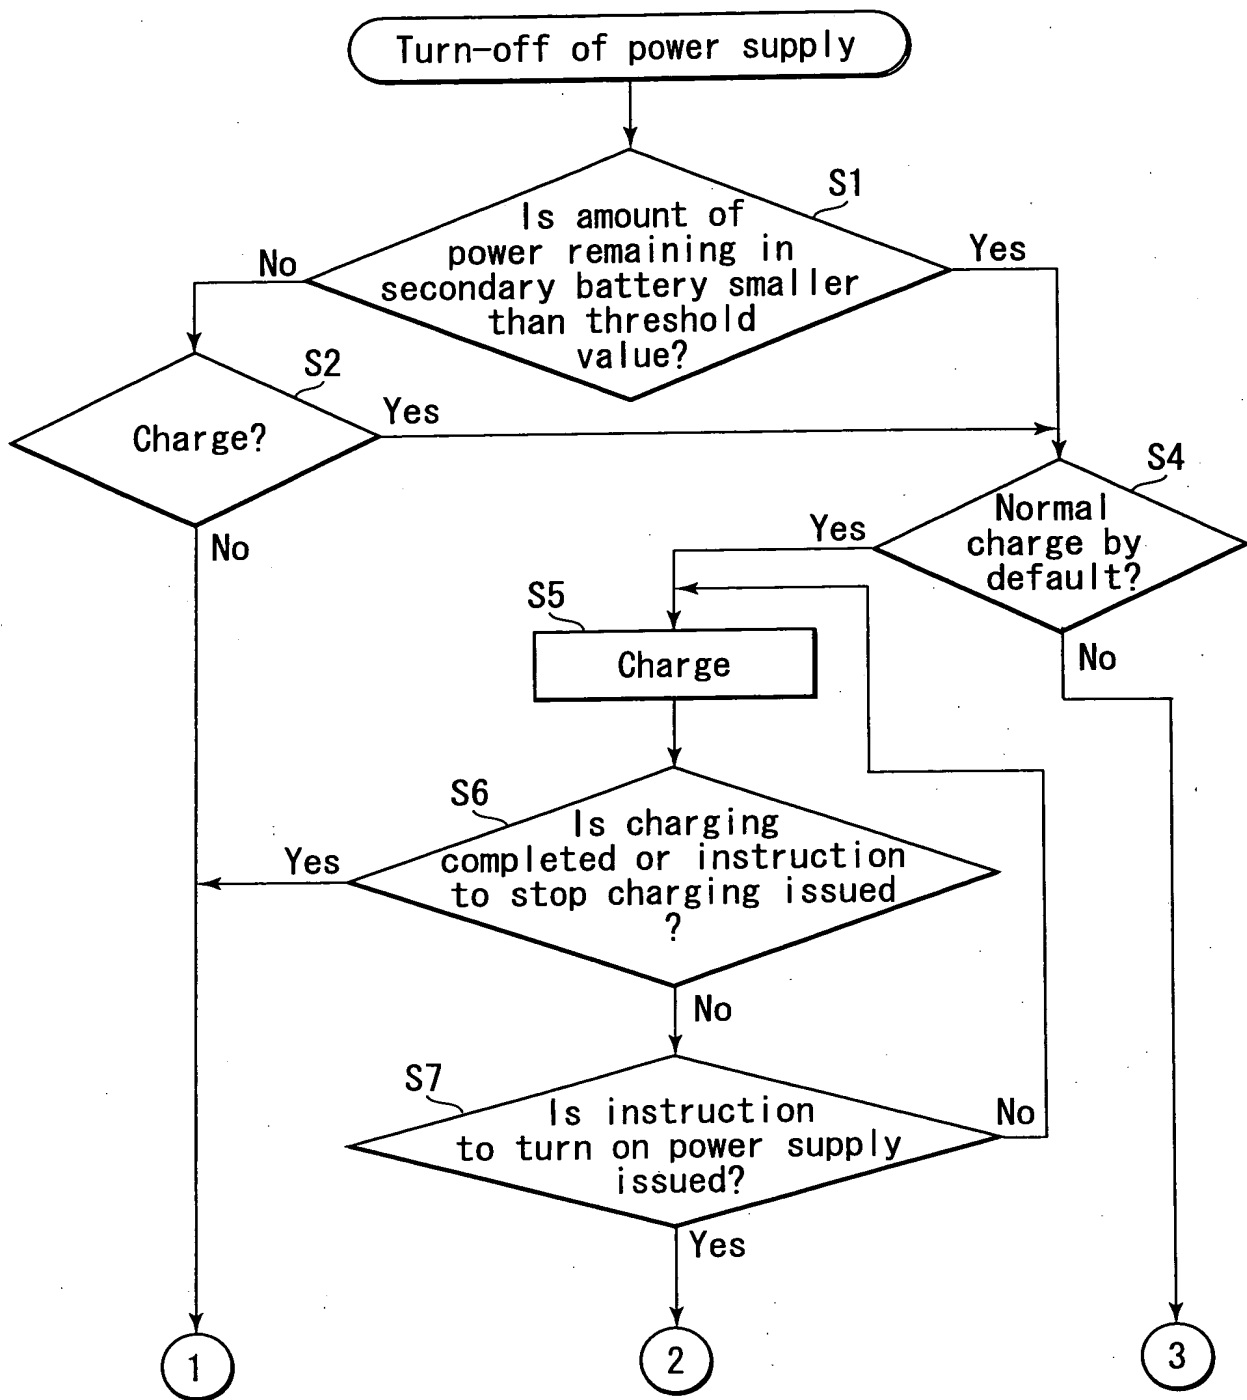 Turn-off of power supply
S1
Is amount of
power remaining in
secondary battery smaller
than threshold
value?
No
Yes
S2
Charge?
Yes
No
S4
Normal
charge by
default?
Yes
No
S5
Charge
S6
Is charging
completed or instruction
to stop charging issued
?
Yes
No
S7
Is instruction
to turn on power supply
issued?
No
Yes
1
2
3